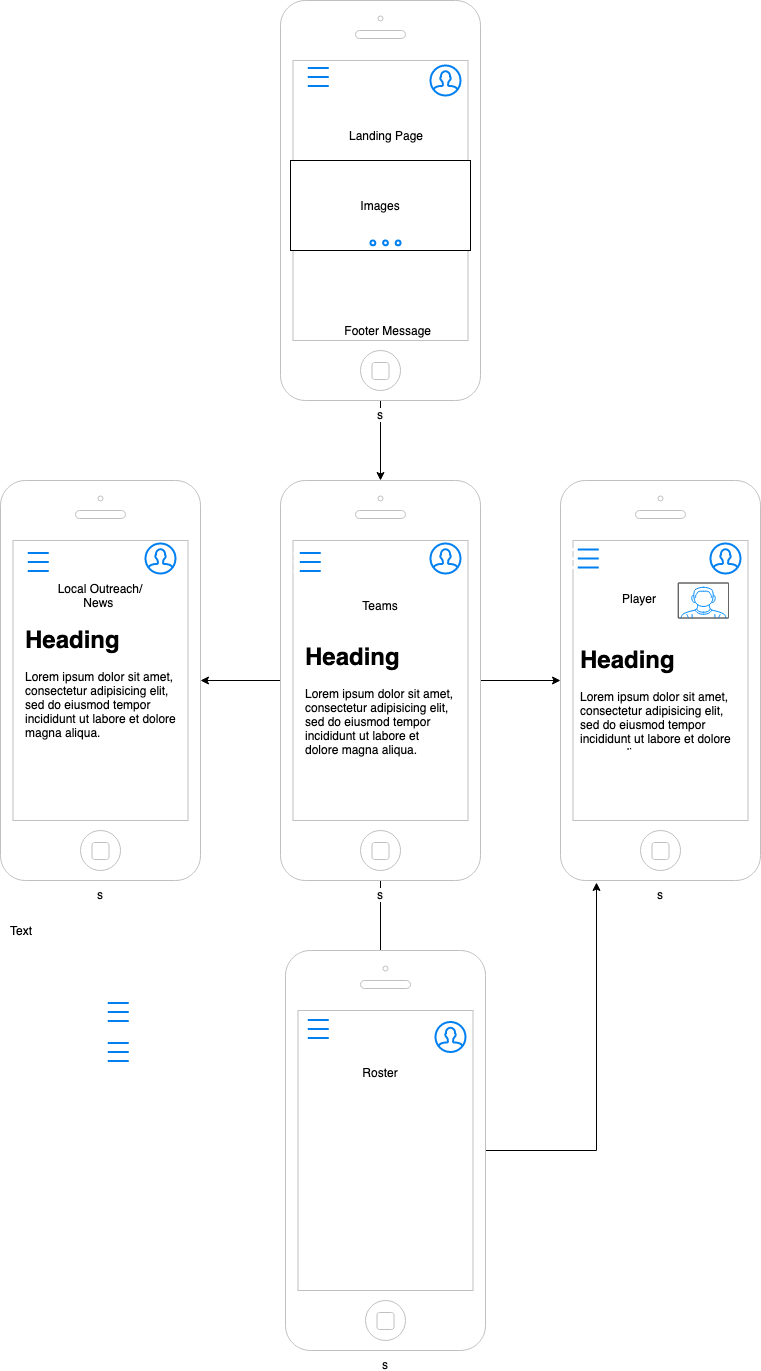 Landing Page
Images
Footer Message
s
Local Outreach/
News
Heading
Lorem ipsum dolor sit amet,
consectetur adipisicing elit,
sed do eiusmod tempor
incididunt ut labore et dolore
magna aliqua.
s
Teams
Heading
Lorem ipsum dolor sit amet,
consectetur adipisicing elit,
sed do eiusmod tempor
incididunt ut labore et
dolore magna aliqua.
s
Player
Heading
Lorem ipsum dolor sit amet,
consectetur adipisicing elit,
sed do eiusmod tempor
incididunt ut labore et dolore
s
Text
Roster
s